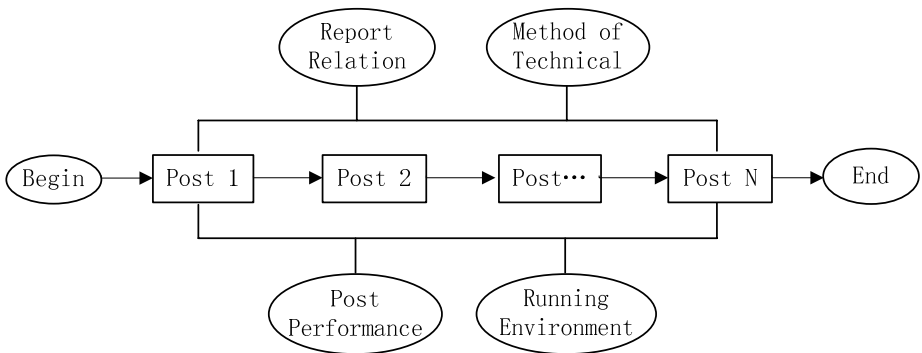 Report
Relation
Method of
Technical
Begin
Post 1
Post 2
Post…
Post N
End
Post
Performance
Running
Environment